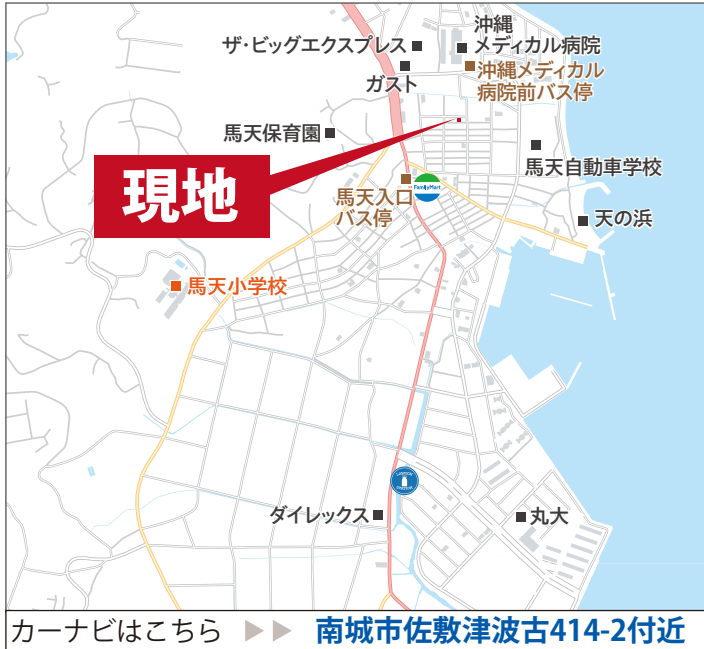 沖縄
メディカル病院
ザ・ビッグエクスプレス
沖縄メディカル
病院前バス停
ガスト
馬天保育園
馬天自動車学校
現地
FamilyMart
馬天入口
バス停
天の浜
馬天小学校
LAWSON
STATION
ダイレックス
丸大
カーナビはこちら ▶▶ 南城市佐敷津波古414-2付近